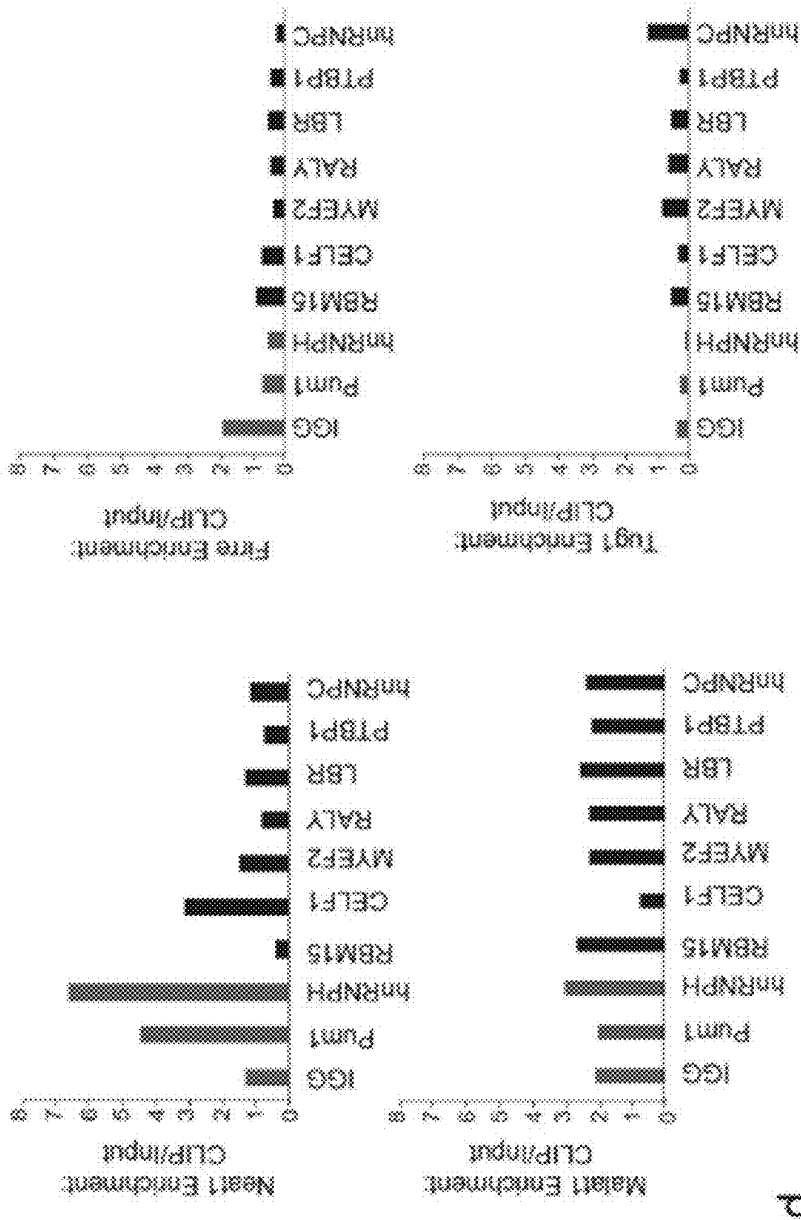 Neat1 Enrichment:
CLIP/Input
8
7
6
5
4
3
2
1
0
IGG
Pum1
hnRNPH
RBM15
CELF1
MYEF2
RALY
LBR
PTBP1
hnRNPC
Malat1 Enrichment:
CLIP/Input
8
7
6
5
4
3
2
1
0
IGG
Pum1
hnRNPH
RBM15
CELF1
MYEF2
RALY
LBR
PTBP1
hnRNPC
Firre Enrichment:
CLIP/Input
8
7
6
5
4
3
2
1
0
IGG
Pum1
hnRNPH
RBM15
CELF1
MYEF2
RALY
LBR
PTBP1
hnRNPC
Tug1 Enrichment:
CLIP/Input
8
7
6
5
4
3
2
1
0
IGG
Pum1
hnRNPH
RBM15
CELF1
MYEF2
RALY
LBR
PTBP1
hnRNPC